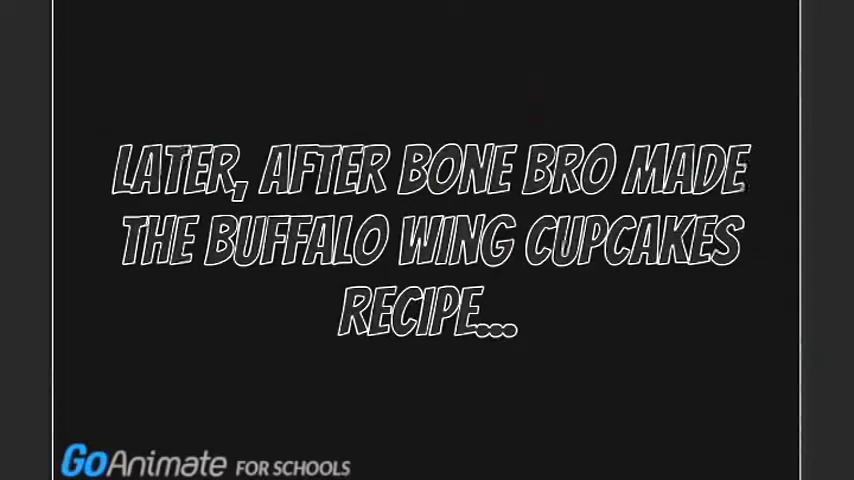 LATER, AFTER BONE BRO MADE
THE BUFFALO WING CUPCAKES
RECIPE...
GoAnimate FOR SCHOOLS